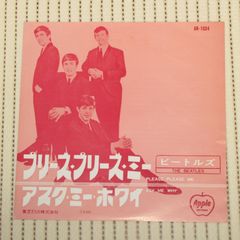 AR-1024
プリーズ・プリーズ・ミー
ビートルズ
THE BEATLES
PLEASE PLEASE ME
アスク・ミー・ホワイ
ASK ME WHY
Apple
東芝音楽工業株式会社